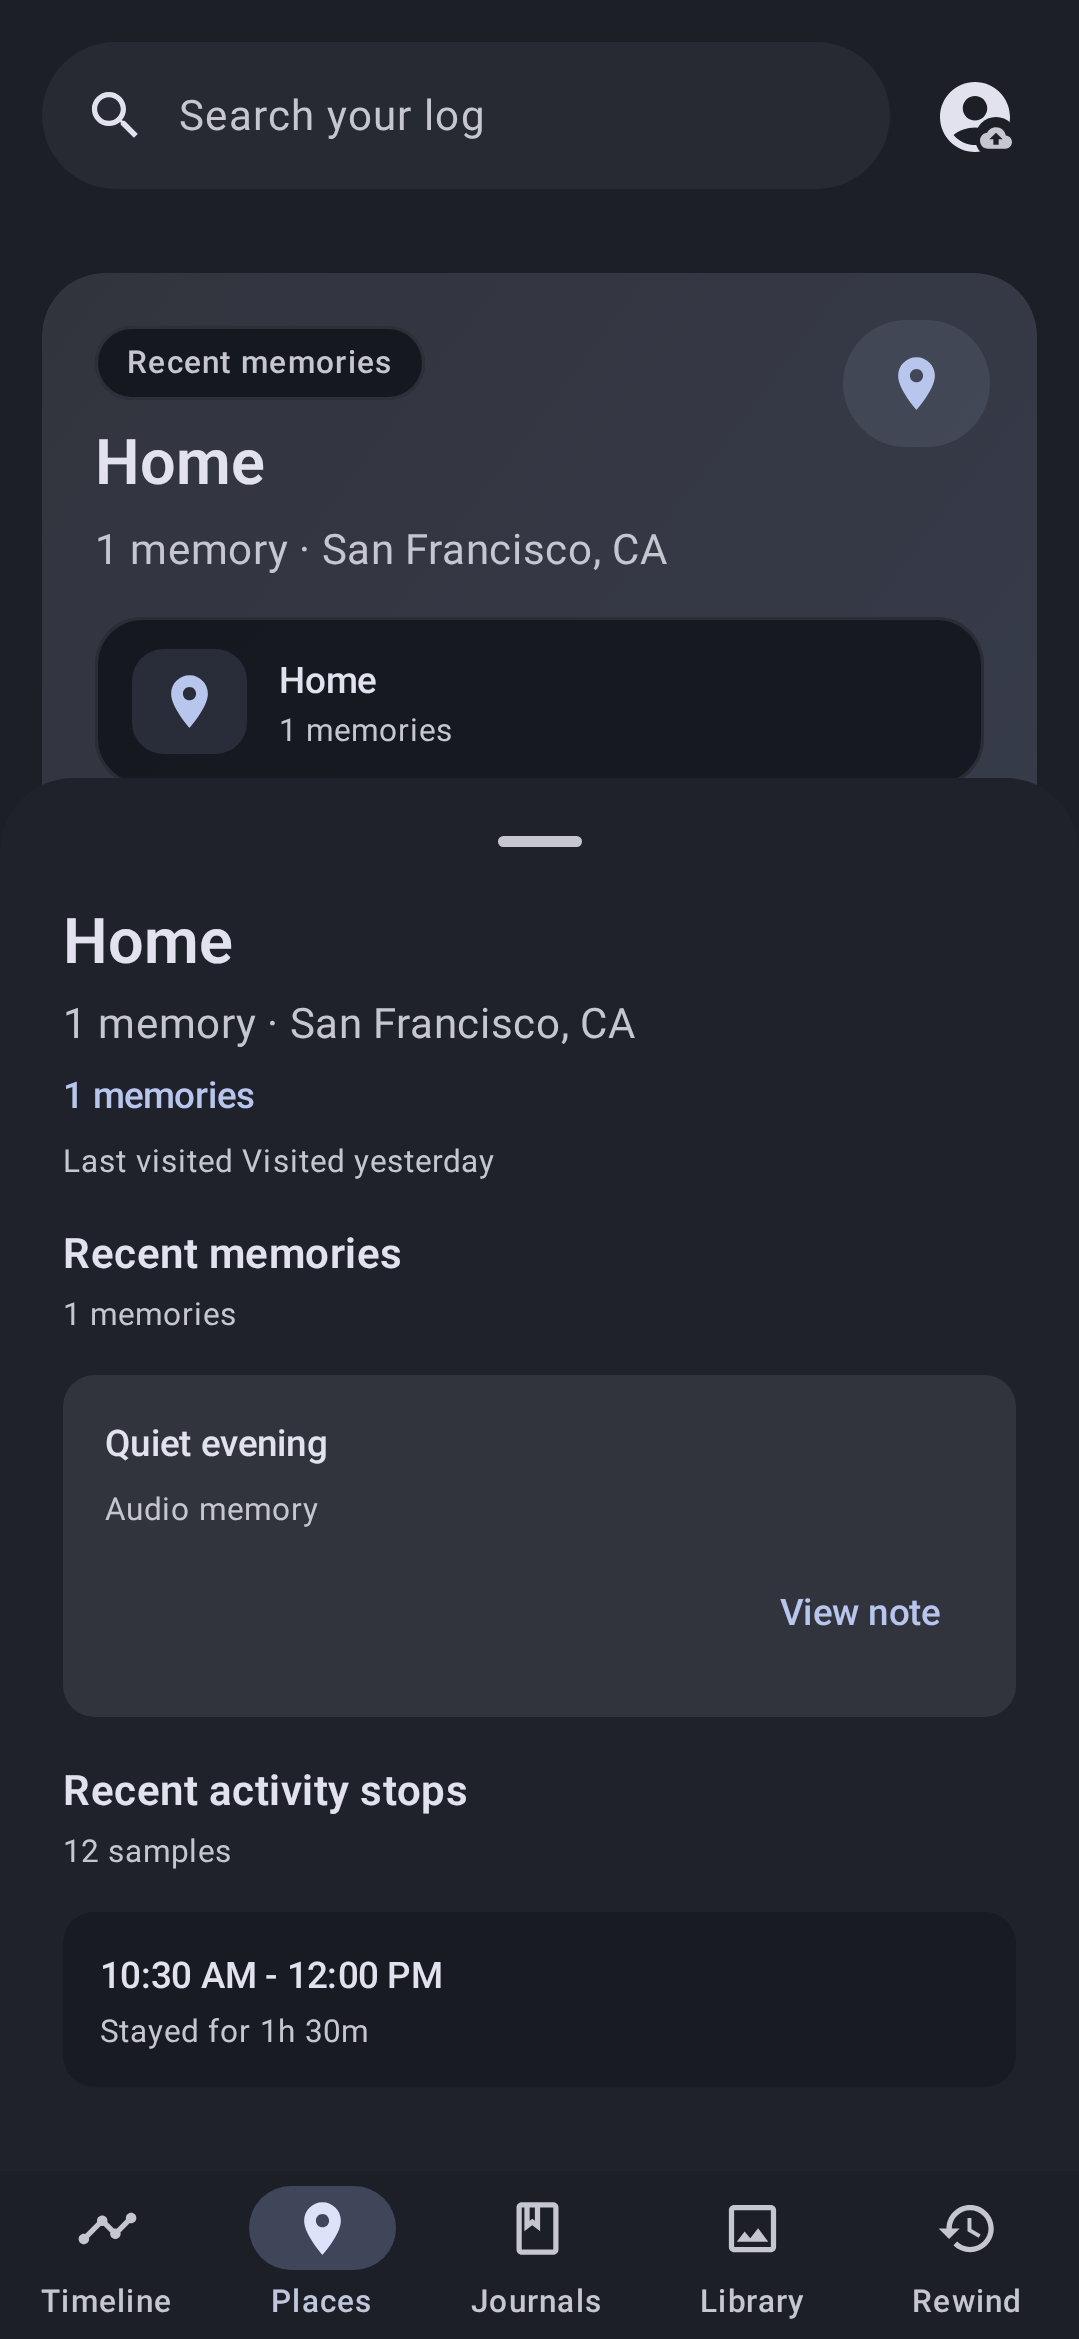 Search your log
Recent memories
Home
1 memory · San Francisco, CA
Home
1 memories
Home
1 memory · San Francisco, CA
1 memories
Last visited Visited yesterday
Recent memories
1 memories
Quiet evening
Audio memory
View note
Recent activity stops
12 samples
10:30 AM - 12:00 PM
Stayed for 1h 30m
Timeline
Places
Journals
Library
Rewind